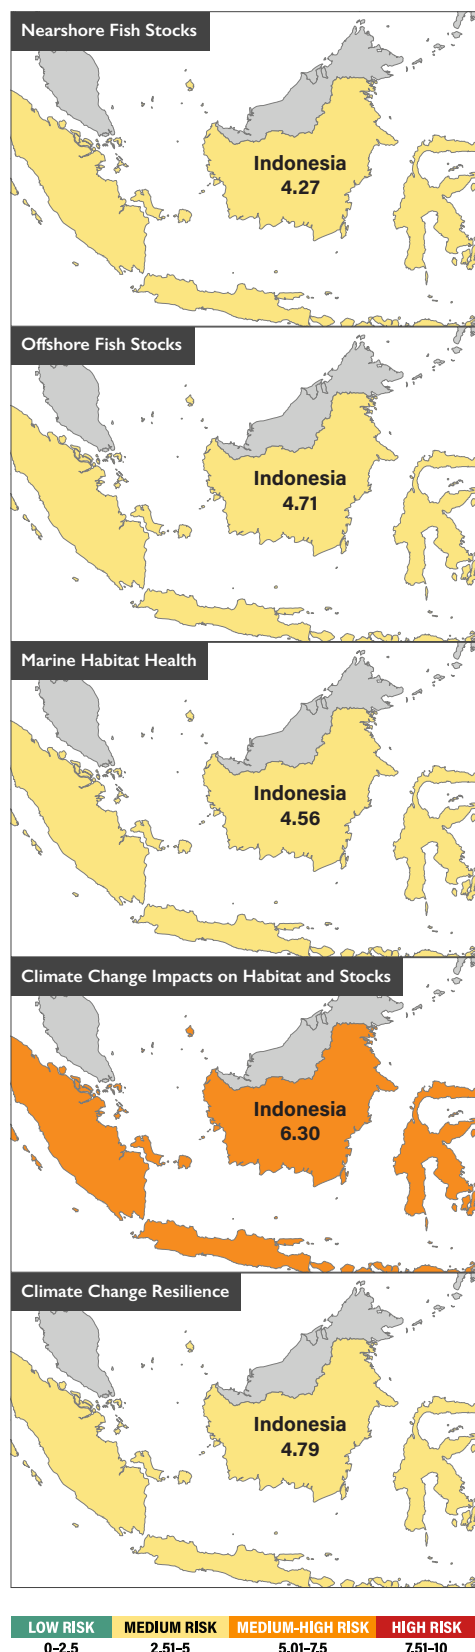 Nearshore Fish Stocks
Indonesia
4.27
Offshore Fish Stocks
Indonesia
4.71
Marine Habitat Health
Indonesia
4.56
Climate Change Impacts on Habitat and Stocks
Indonesia
6.30
Climate Change Resilience
Indonesia
4.79
LOW RISK MEDIUM RISK MEDIUM-HIGH RISK HIGH RISK
0–2.5 2.51–5 5.01–7.5 7.51–10